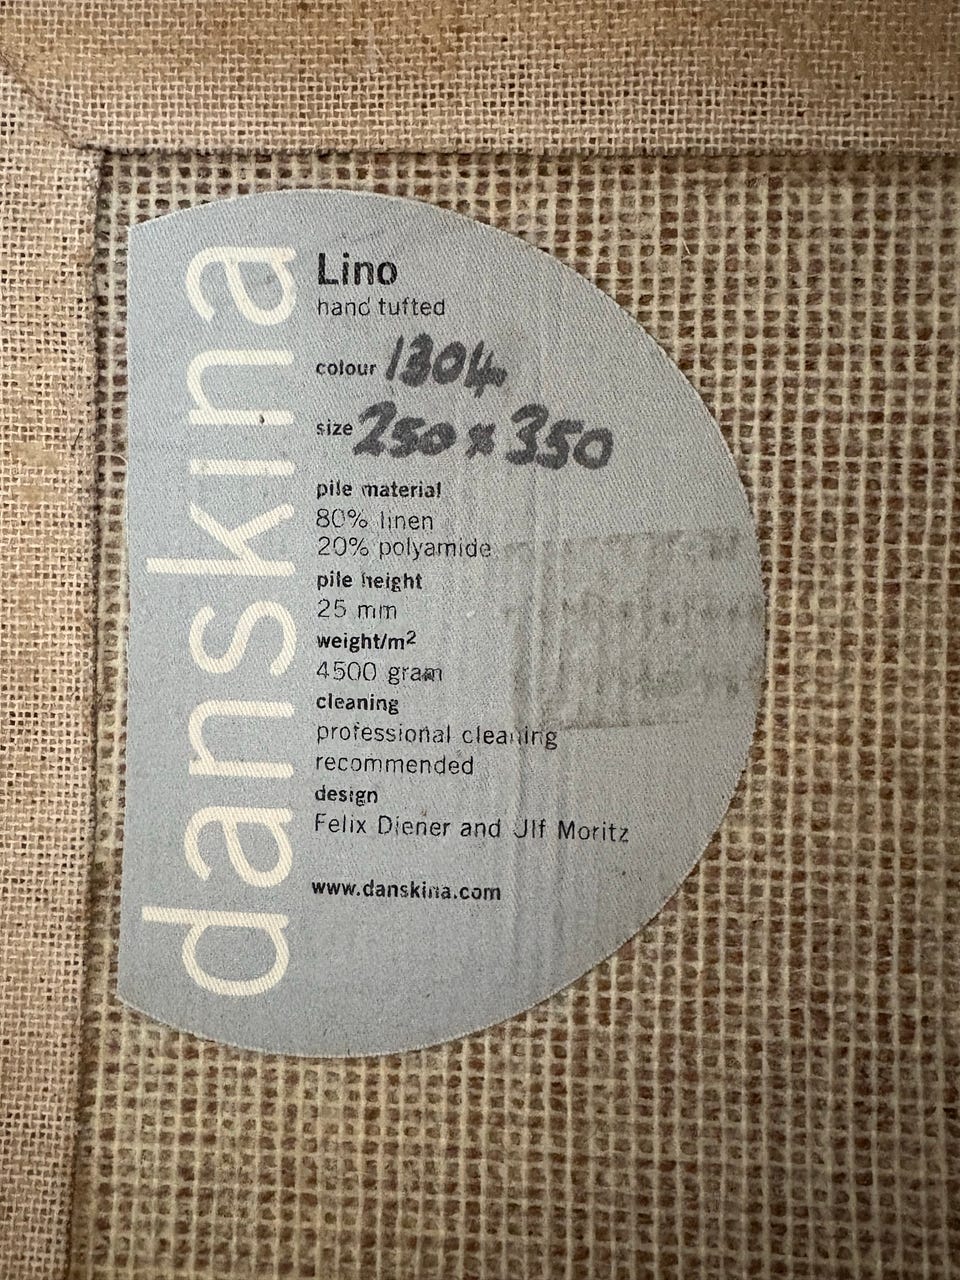 danskina
Lino
hand tufted
colour 1304
size 250 x 350
pile material
80% linen
20% polyamide
pile height
25 mm
weight/m²
4500 gram
cleaning
professional cleaning
recommended
design
Felix Diener and Ulf Moritz
www.danskina.com